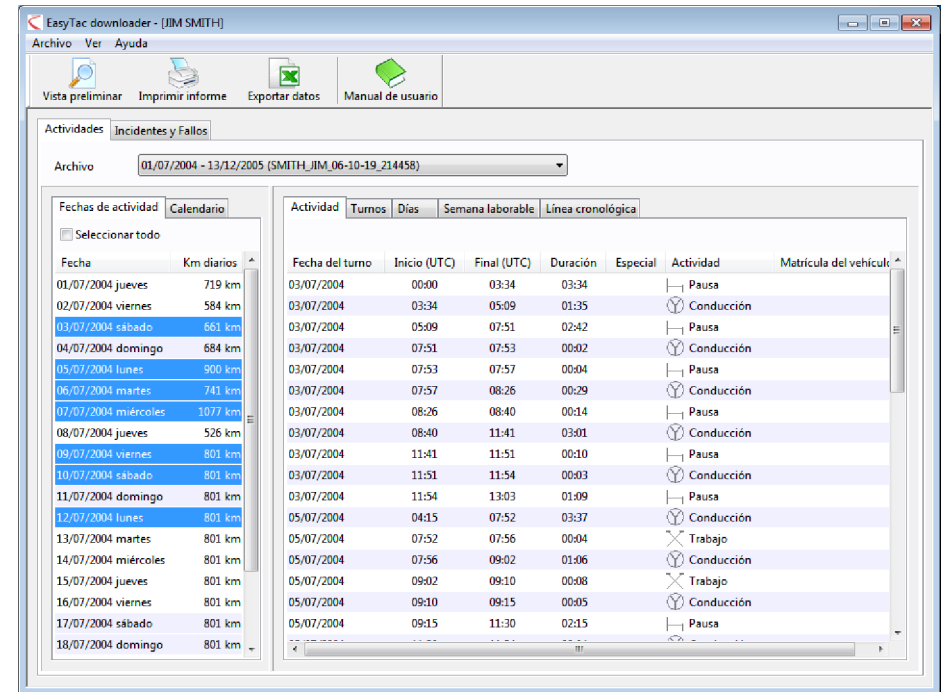 EasyTac downloader - [JIM SMITH]
Archivo Ver Ayuda
Vista preliminar Imprimir informe Exportar datos Manual de usuario
Actividades Incidentes y Fallos
Archivo 01/07/2004 - 13/12/2005 (SMITH_JIM_06-10-19_214458)
Fechas de actividad Calendario
Seleccionar todo
Fecha Km diarios
01/07/2004 jueves 719 km
02/07/2004 viernes 584 km
03/07/2004 sábado 661 km
04/07/2004 domingo 684 km
05/07/2004 lunes 900 km
06/07/2004 martes 741 km
07/07/2004 miércoles 1077 km
08/07/2004 jueves 526 km
09/07/2004 viernes 801 km
10/07/2004 sábado 801 km
11/07/2004 domingo 801 km
12/07/2004 lunes 801 km
13/07/2004 martes 801 km
14/07/2004 miércoles 801 km
15/07/2004 jueves 801 km
16/07/2004 viernes 801 km
17/07/2004 sábado 801 km
18/07/2004 domingo 801 km
Actividad Turnos Días Semana laborable Línea cronológica
Fecha del turno Inicio (UTC) Final (UTC) Duración Especial Actividad Matrícula del vehículo
03/07/2004 00:00 03:34 03:34 Pausa
03/07/2004 03:34 05:09 01:35 Conducción
03/07/2004 05:09 07:51 02:42 Pausa
03/07/2004 07:51 07:53 00:02 Conducción
03/07/2004 07:53 07:57 00:04 Pausa
03/07/2004 07:57 08:26 00:29 Conducción
03/07/2004 08:26 08:40 00:14 Pausa
03/07/2004 08:40 11:41 03:01 Conducción
03/07/2004 11:41 11:51 00:10 Pausa
03/07/2004 11:51 11:54 00:03 Conducción
03/07/2004 11:54 13:03 01:09 Pausa
05/07/2004 04:15 07:52 03:37 Conducción
05/07/2004 07:52 07:56 00:04 Trabajo
05/07/2004 07:56 09:02 01:06 Conducción
05/07/2004 09:02 09:10 00:08 Trabajo
05/07/2004 09:10 09:15 00:05 Conducción
05/07/2004 09:15 11:30 02:15 Pausa